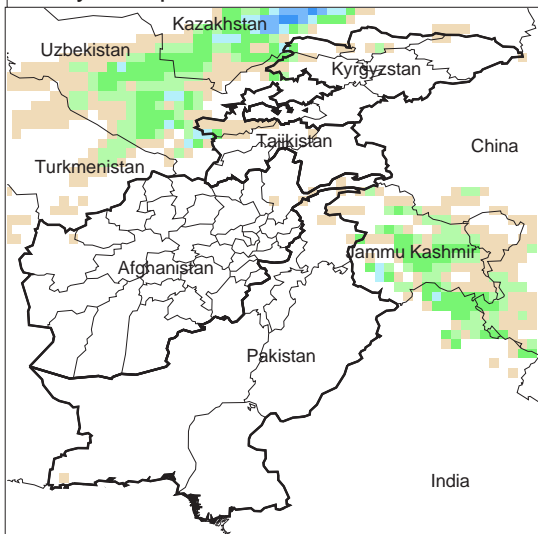 Kazakhstan
Uzbekistan
Kyrgyzstan
Tajikistan
China
Turkmenistan
Jammu Kashmir
Afghanistan
Pakistan
India